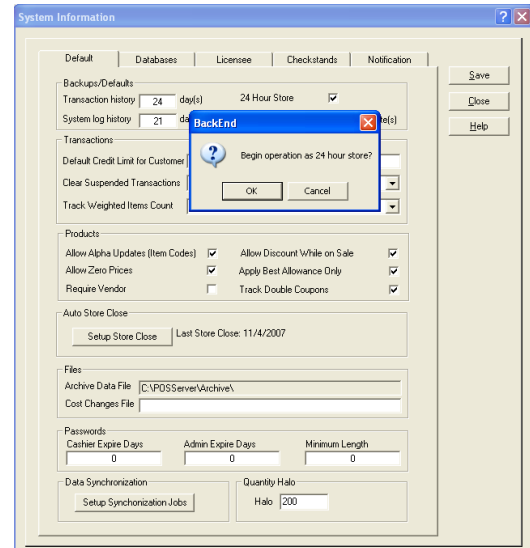 System Information
Default Databases Licensee Checkstands Notification
Save
Close
Help
Backups/Defaults
Transaction history 24 day(s) 24 Hour Store
System log history 21
BackEnd
Begin operation as 24 hour store?
OK Cancel
Transactions
Default Credit Limit for Customer
Clear Suspended Transactions
Track Weighted Items Count
Products
Allow Alpha Updates (Item Codes) Allow Discount While on Sale
Allow Zero Prices Apply Best Allowance Only
Require Vendor Track Double Coupons
Auto Store Close
Setup Store Close Last Store Close: 11/4/2007
Files
Archive Data File C:\POSServer\Archive\
Cost Changes File
Passwords
Cashier Expire Days Admin Expire Days Minimum Length
0 0 0
Data Synchronization Quantity Halo
Setup Synchonization Jobs Halo 200